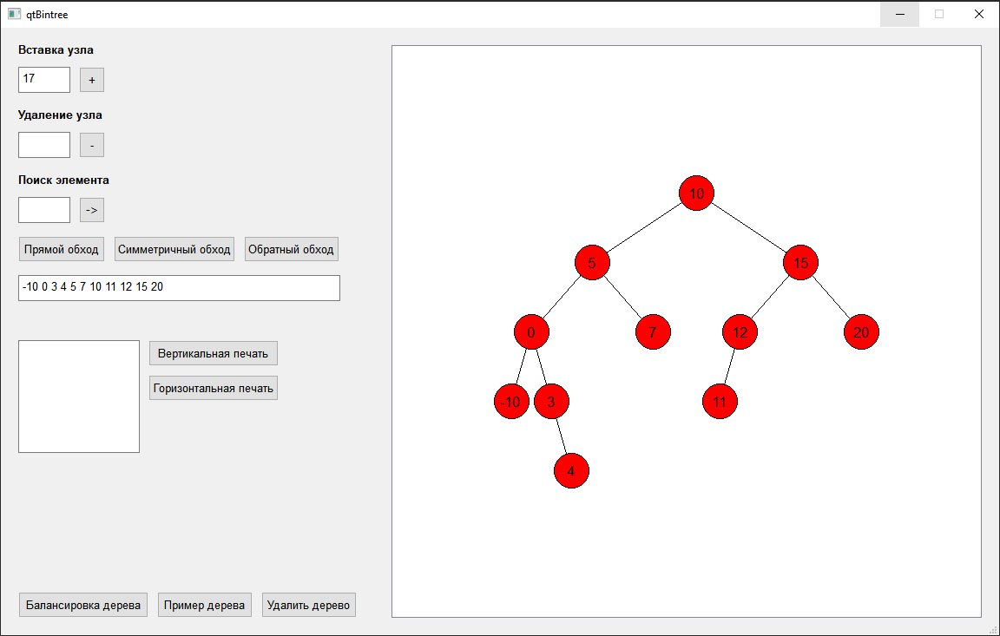 qtBintree
Вставка узла
17
+
Удаление узла
-
Поиск элемента
->
Прямой обход
Симметричный обход
Обратный обход
-10 0 3 4 5 7 10 11 12 15 20
Вертикальная печать
Горизонтальная печать
Балансировка дерева
Пример дерева
Удалить дерево
10
5
15
0
7
12
20
-10
3
11
4